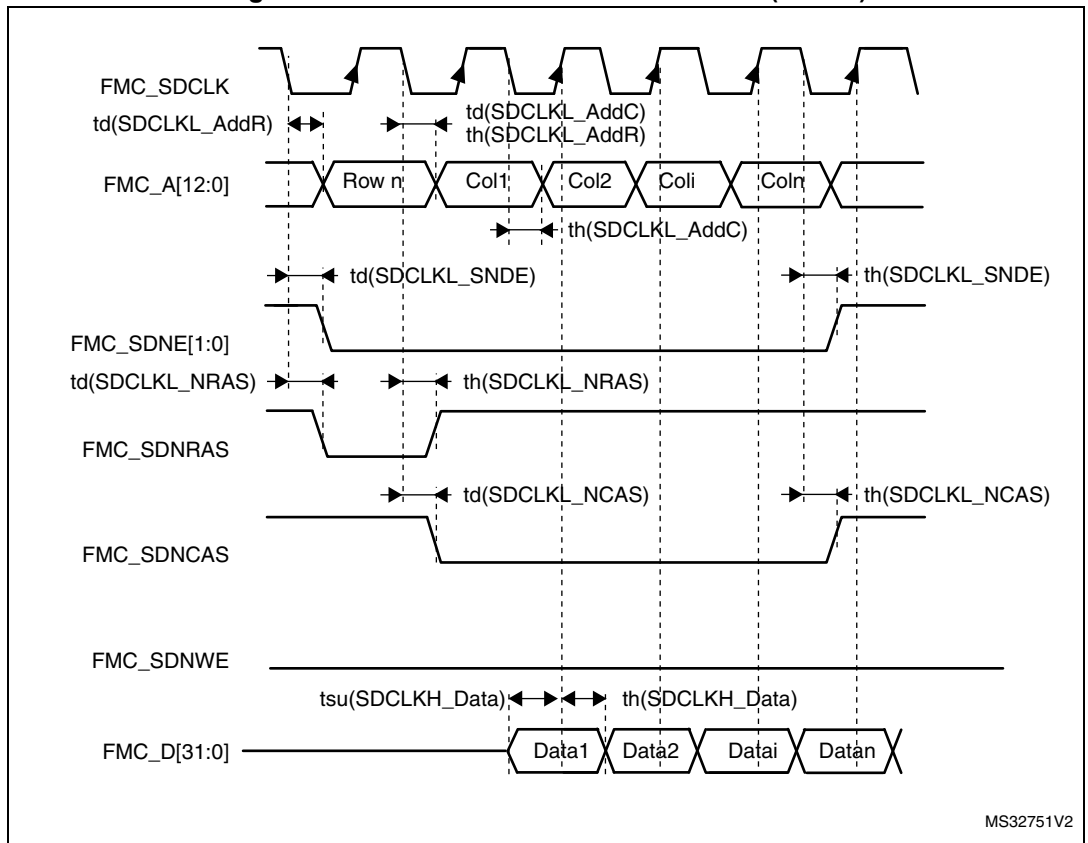 FMC_SDCLK
td(SDCLKL_AddR)
td(SDCLKL_AddC)
th(SDCLKL_AddR)
FMC_A[12:0]
Row n
Col1
Col2
Coli
Coln
th(SDCLKL_AddC)
td(SDCLKL_SNDE)
th(SDCLKL_SNDE)
FMC_SDNE[1:0]
td(SDCLKL_NRAS)
th(SDCLKL_NRAS)
FMC_SDNRAS
td(SDCLKL_NCAS)
th(SDCLKL_NCAS)
FMC_SDNCAS
FMC_SDNWE
tsu(SDCLKH_Data)
th(SDCLKH_Data)
FMC_D[31:0]
Data1
Data2
Datai
Datan
MS32751V2